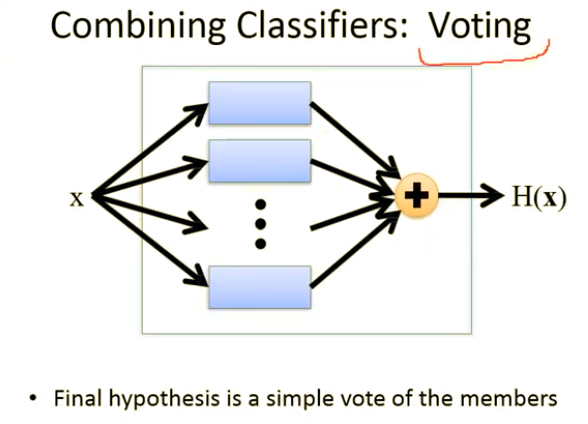 Combining Classifiers: Voting
x
H(x)
• Final hypothesis is a simple vote of the members